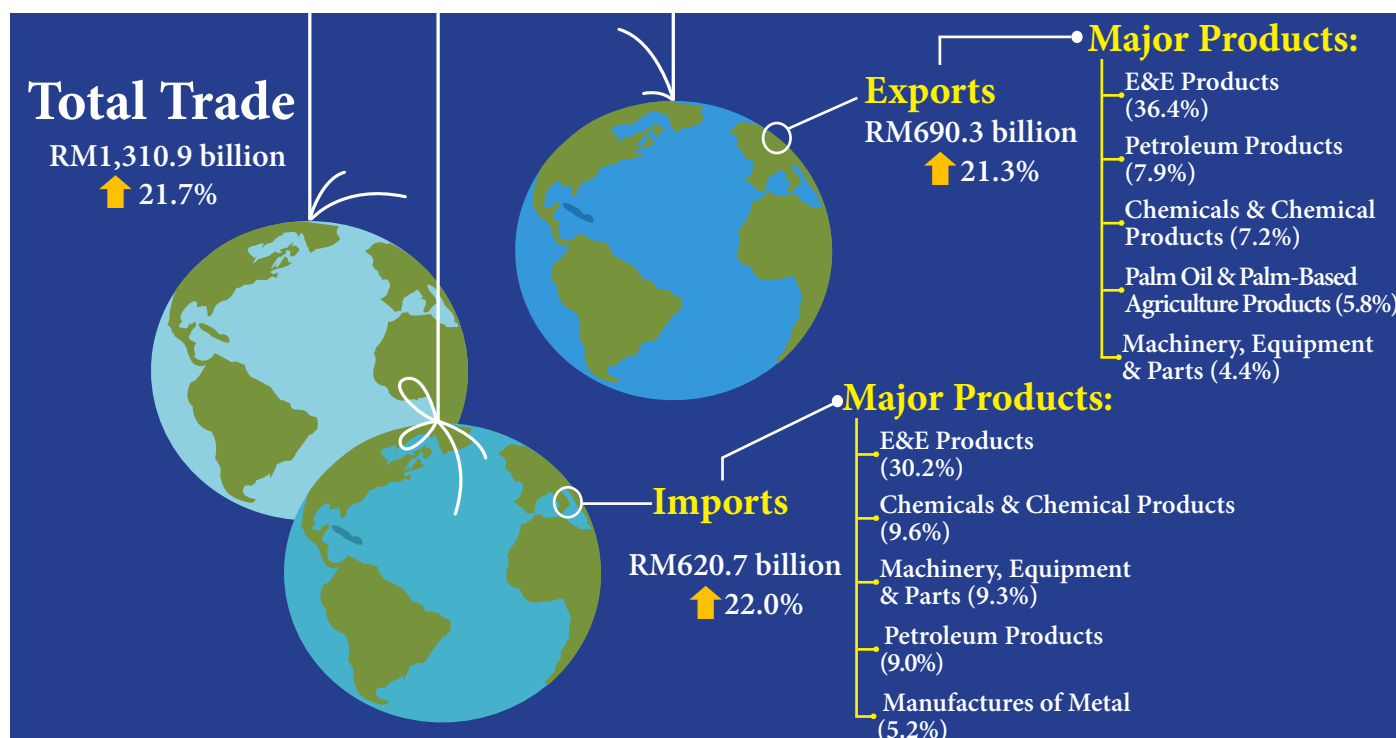 Total Trade
RM1,310.9 billion
21.7%
Exports
RM690.3 billion
21.3%
Major Products:
E&E Products
(36.4%)
Petroleum Products
(7.9%)
Chemicals & Chemical
Products (7.2%)
Palm Oil & Palm-Based
Agriculture Products (5.8%)
Machinery, Equipment
& Parts (4.4%)
Imports
RM620.7 billion
22.0%
Major Products:
E&E Products
(30.2%)
Chemicals & Chemical Products
(9.6%)
Machinery, Equipment
& Parts (9.3%)
Petroleum Products
(9.0%)
Manufactures of Metal
(5.2%)